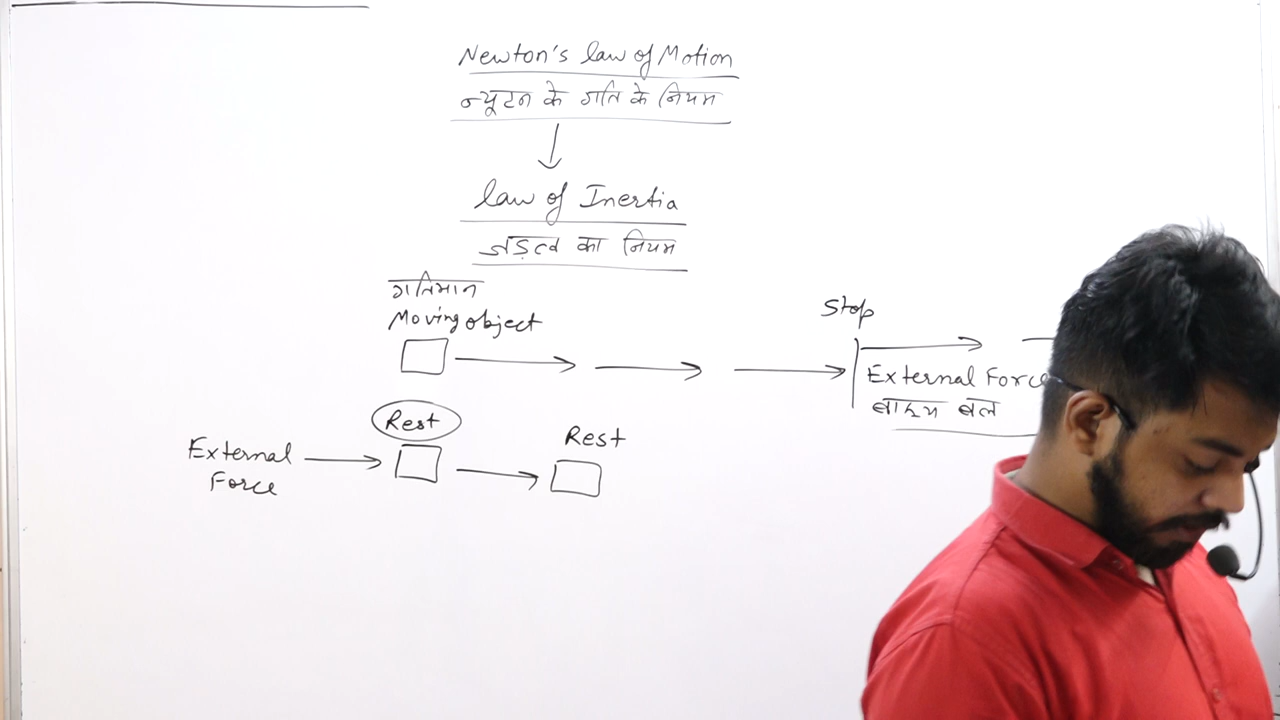 Newton's law of Motion
न्यूटन के गति के नियम
law of Inertia
जड़त्व का नियम
गतिमान
Moving object
Stop
External Force
बाह्य बल
Rest
Rest
External
Force